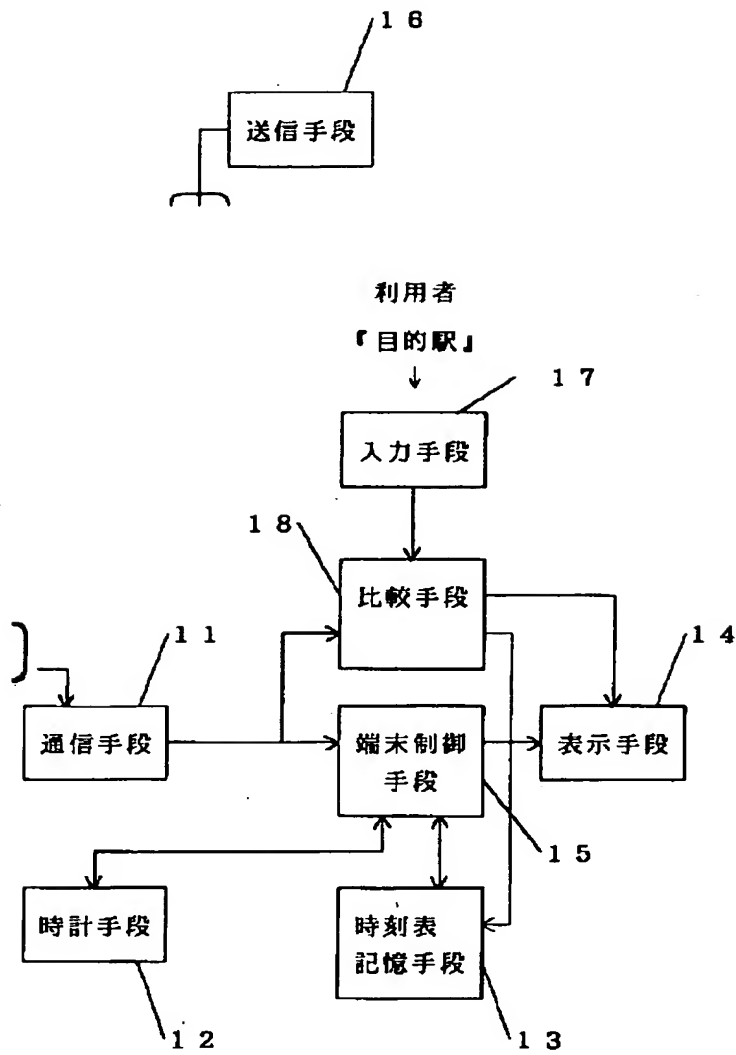 １６
送信手段
利用者
『目的駅』
１７
入力手段
１８
比較手段
１１
１４
通信手段
端末制御
手段
表示手段
１５
時計手段
時刻表
記憶手段
１２
１３